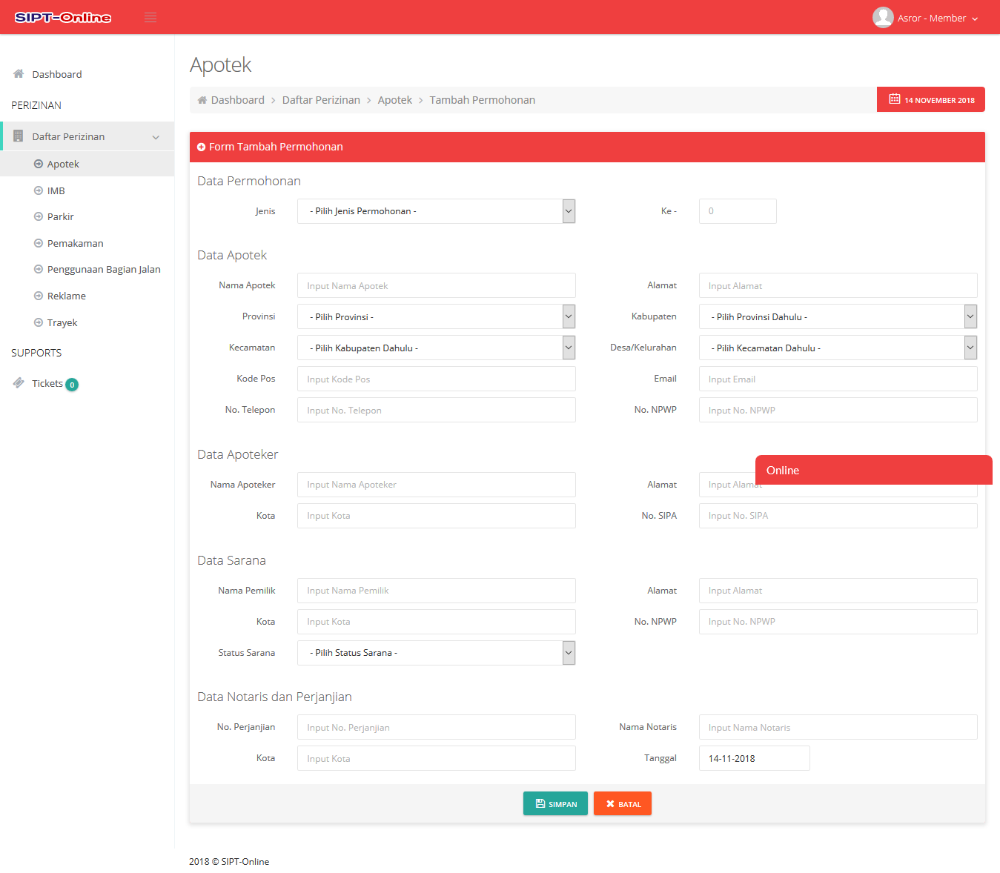 SIPT-Online
Asror - Member
Dashboard
PERIZINAN
Daftar Perizinan
Apotek
IMB
Parkir
Pemakaman
Penggunaan Bagian Jalan
Reklame
Trayek
SUPPORTS
Tickets 0
Apotek
Dashboard > Daftar Perizinan > Apotek > Tambah Permohonan
14 NOVEMBER 2018
Form Tambah Permohonan
Data Permohonan
Jenis - Pilih Jenis Permohonan - Ke - 0
Data Apotek
Nama Apotek Input Nama Apotek Alamat Input Alamat
Provinsi - Pilih Provinsi - Kabupaten - Pilih Provinsi Dahulu -
Kecamatan - Pilih Kabupaten Dahulu - Desa/Kelurahan - Pilih Kecamatan Dahulu -
Kode Pos Input Kode Pos Email Input Email
No. Telepon Input No. Telepon No. NPWP Input No. NPWP
Data Apoteker
Online
Nama Apoteker Input Nama Apoteker Alamat Input Alamat
Kota Input Kota No. SIPA Input No. SIPA
Data Sarana
Nama Pemilik Input Nama Pemilik Alamat Input Alamat
Kota Input Kota No. NPWP Input No. NPWP
Status Sarana - Pilih Status Sarana -
Data Notaris dan Perjanjian
No. Perjanjian Input No. Perjanjian Nama Notaris Input Nama Notaris
Kota Input Kota Tanggal 14-11-2018
SIMPAN BATAL
2018 © SIPT-Online